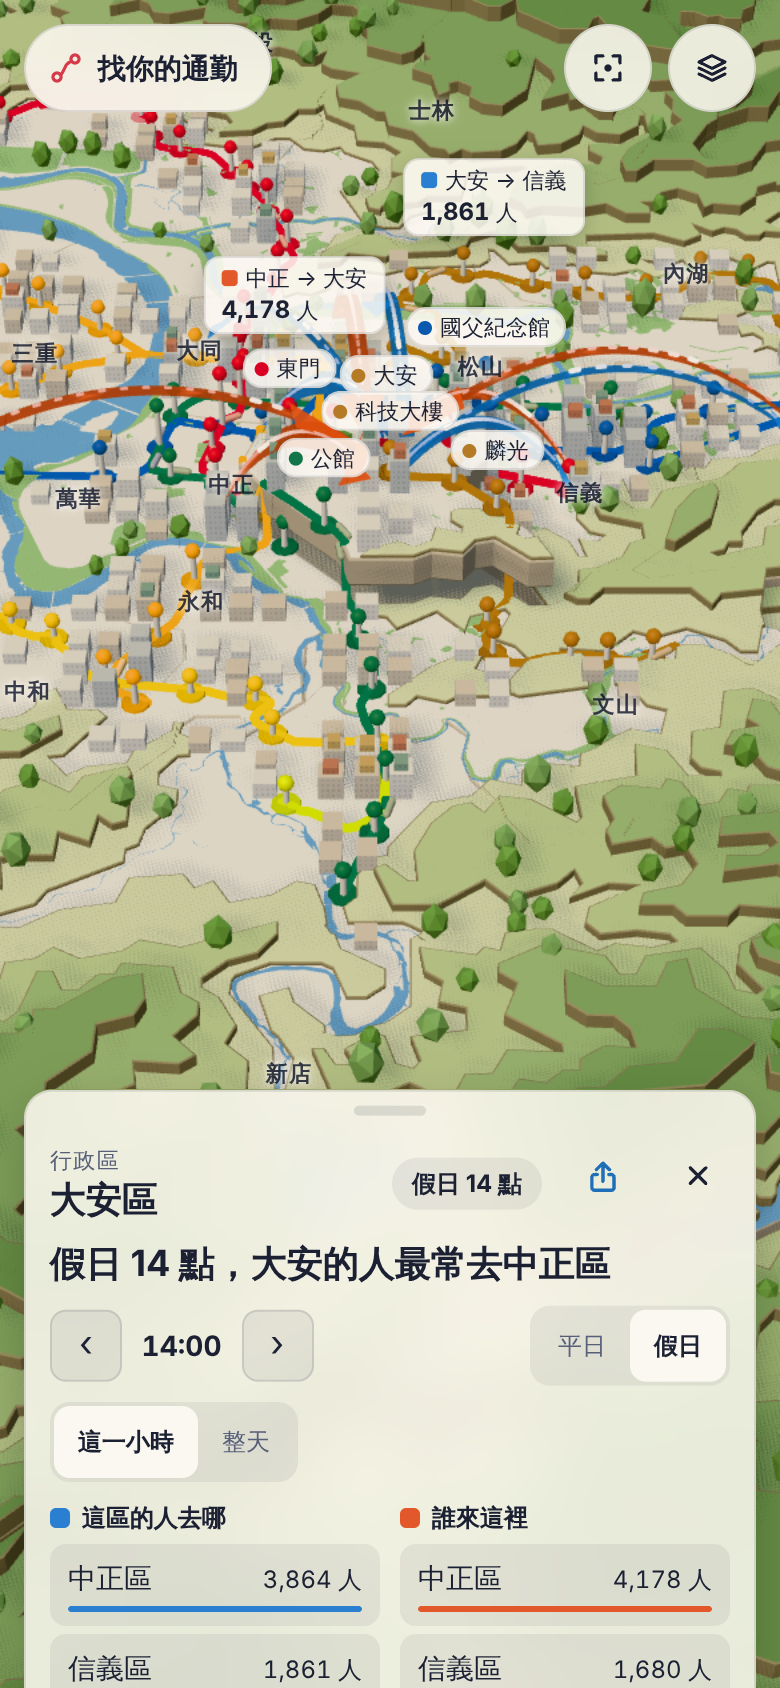 找你的通勤
士林
大安 → 信義
1,861 人
內湖
中正 → 大安
4,178 人
國父紀念館
三重
大同
東門
大安
松山
科技大樓
公館
麟光
萬華
中正
信義
永和
中和
文山
新店
行政區
大安區
假日 14 點
假日 14 點，大安的人最常去中正區
14:00
平日
假日
這一小時
整天
這區的人去哪
誰來這裡
中正區 3,864 人
中正區 4,178 人
信義區 1,861 人
信義區 1,680 人